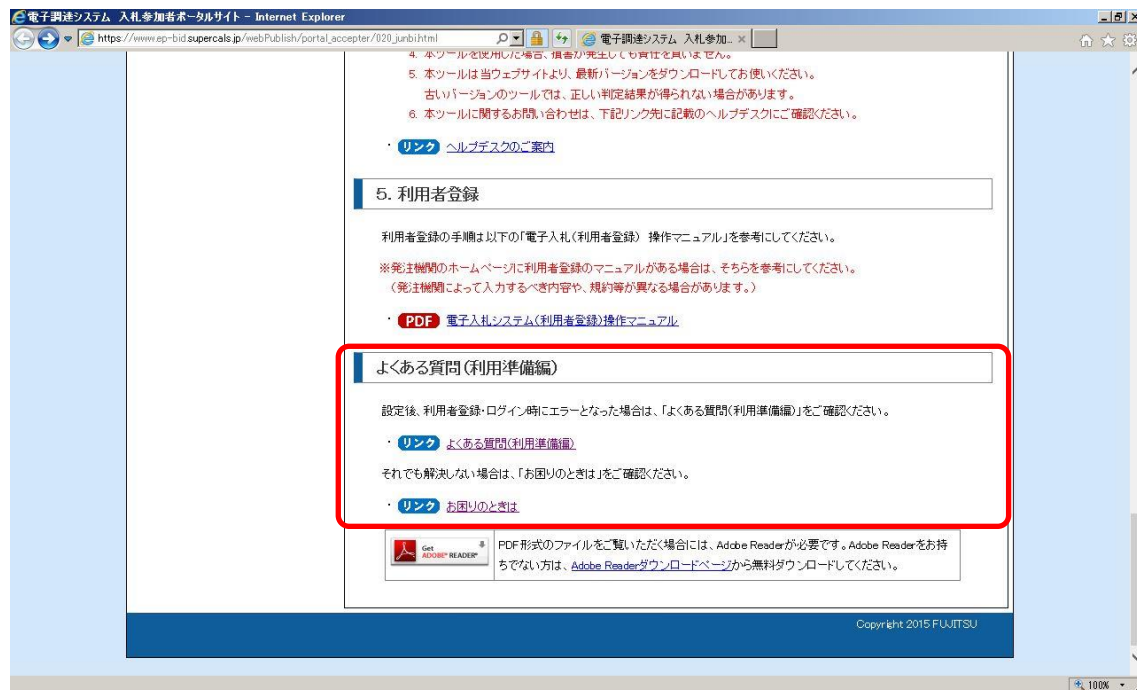 電子調達システム 入札参加者ポータルサイト - Internet Explorer
https://www.ep-bid.supercals.jp/webPublish/portal_accepter/020_junbi.html
電子調達システム 入札参加...
4. 本ツールを使用した場合、損害が発生しても責任を負いません。
5. 本ツールは当ウェブサイトより、最新バージョンをダウンロードしてお使いください。
古いバージョンのツールでは、正しい判定結果が得られない場合があります。
6. 本ツールに関するお問い合わせは、下記リンク先に記載のヘルプデスクにご確認ください。
・ リンク ヘルプデスクのご案内
5. 利用者登録
利用者登録の手順は以下の「電子入札(利用者登録) 操作マニュアル」を参考にしてください。
※発注機関のホームページに利用者登録のマニュアルがある場合は、そちらを参考にしてください。
(発注機関によって入力するべき内容や、規約等が異なる場合があります。)
・ PDF 電子入札システム(利用者登録)操作マニュアル
よくある質問(利用準備編)
設定後、利用者登録・ログイン時にエラーとなった場合は、「よくある質問(利用準備編)」をご確認ください。
・ リンク よくある質問(利用準備編)
それでも解決しない場合は、「お困りのときは」をご確認ください。
・ リンク お困りのときは
Get ADOBE® READER®
PDF形式のファイルをご覧いただく場合には、Adobe Readerが必要です。Adobe Readerをお持
ちでない方は、Adobe Readerダウンロードページから無料ダウンロードしてください。
Copyright 2015 FUJITSU
100%